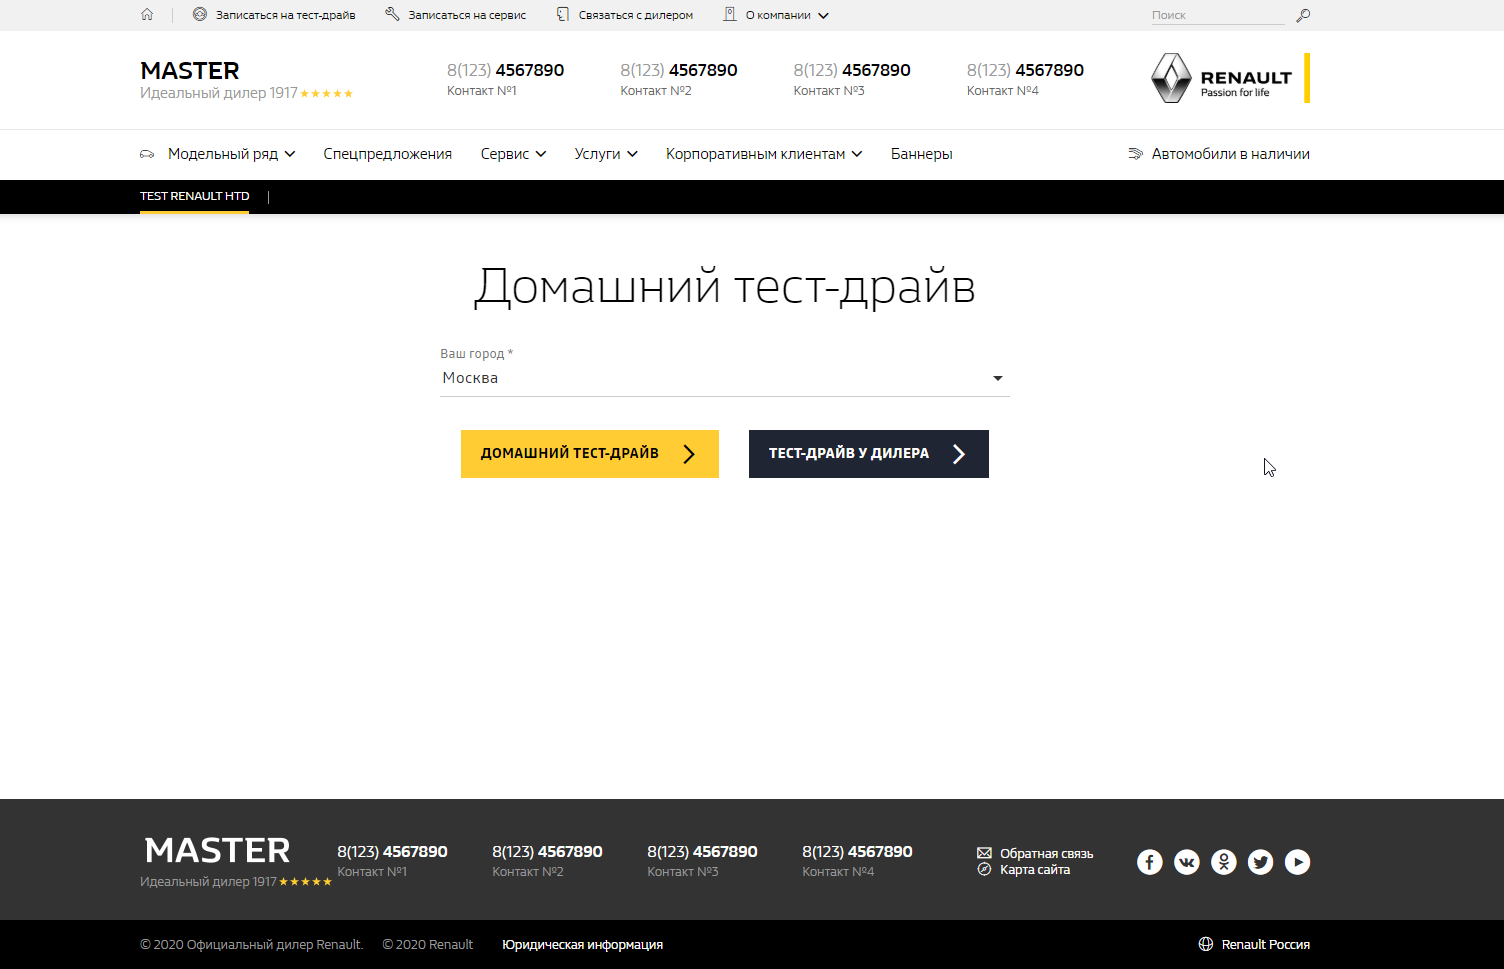 Записаться на тест-драйв Записаться на сервис Связаться с дилером О компании Поиск
MASTER
Идеальный дилер 1917 ★★★★★
8(123) 4567890 8(123) 4567890 8(123) 4567890 8(123) 4567890
Контакт №1 Контакт №2 Контакт №3 Контакт №4
RENAULT
Passion for life
Модельный ряд Спецпредложения Сервис Услуги Корпоративным клиентам Баннеры Автомобили в наличии
TEST RENAULT HTD |
Домашний тест-драйв
Ваш город *
Москва
ДОМАШНИЙ ТЕСТ-ДРАЙВ ТЕСТ-ДРАЙВ У ДИЛЕРА
MASTER
Идеальный дилер 1917 ★★★★★
8(123) 4567890 8(123) 4567890 8(123) 4567890 8(123) 4567890
Контакт №1 Контакт №2 Контакт №3 Контакт №4
Обратная связь
Карта сайта
© 2020 Официальный дилер Renault. © 2020 Renault Юридическая информация Renault Россия